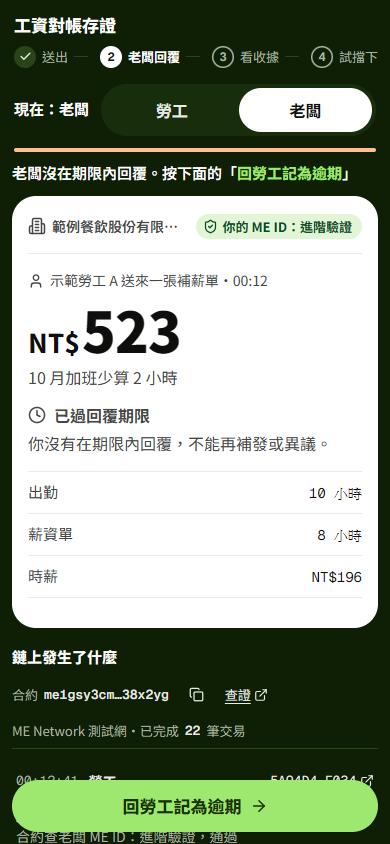 工資對帳存證
送出 2 老闆回覆 3 看收據 4 試擋下
現在：老闆 勞工 老闆
老闆沒在期限內回覆。按下面的「回勞工記為逾期」
範例餐飲股份有限… 你的 ME ID：進階驗證
示範勞工 A 送來一張補薪單・00:12
NT$523
10 月加班少算 2 小時
已過回覆期限
你沒有在期限內回覆，不能再補發或異議。
出勤 10 小時
薪資單 8 小時
時薪 NT$196
鏈上發生了什麼
合約 me1gsy3cm…38x2yg 查證
ME Network 測試網・已完成 22 筆交易
回勞工記為逾期 →
合約查老闆 ME ID：進階驗證，通過